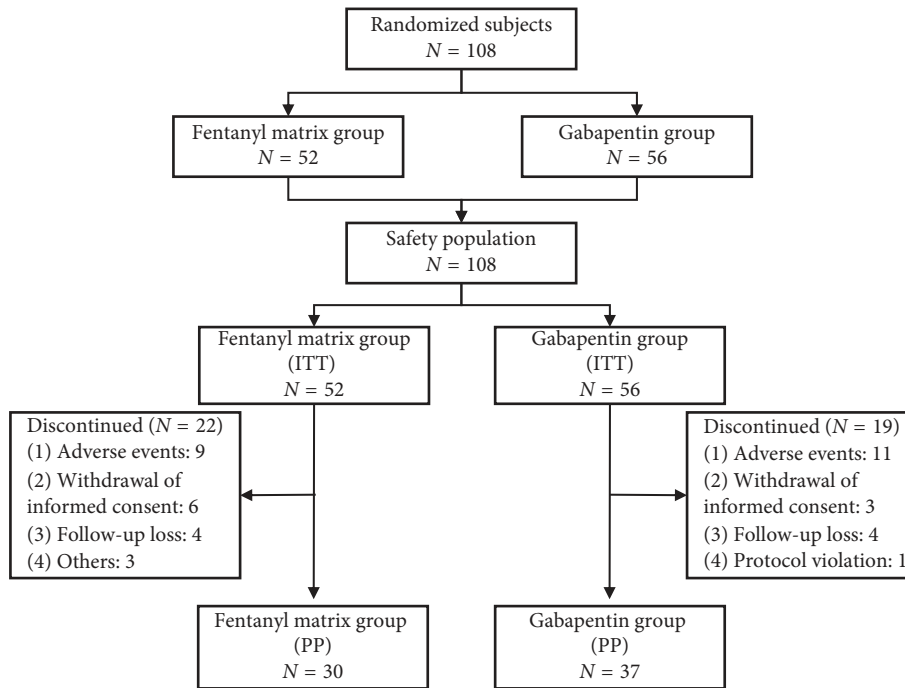 Randomized subjects
N = 108
Fentanyl matrix group
N = 52
Gabapentin group
N = 56
Safety population
N = 108
Fentanyl matrix group
(ITT)
N = 52
Gabapentin group
(ITT)
N = 56
Discontinued (N = 22)
(1) Adverse events: 9
(2) Withdrawal of
informed consent: 6
(3) Follow-up loss: 4
(4) Others: 3
Discontinued (N = 19)
(1) Adverse events: 11
(2) Withdrawal of
informed consent: 3
(3) Follow-up loss: 4
(4) Protocol violation: 1
Fentanyl matrix group
(PP)
N = 30
Gabapentin group
(PP)
N = 37